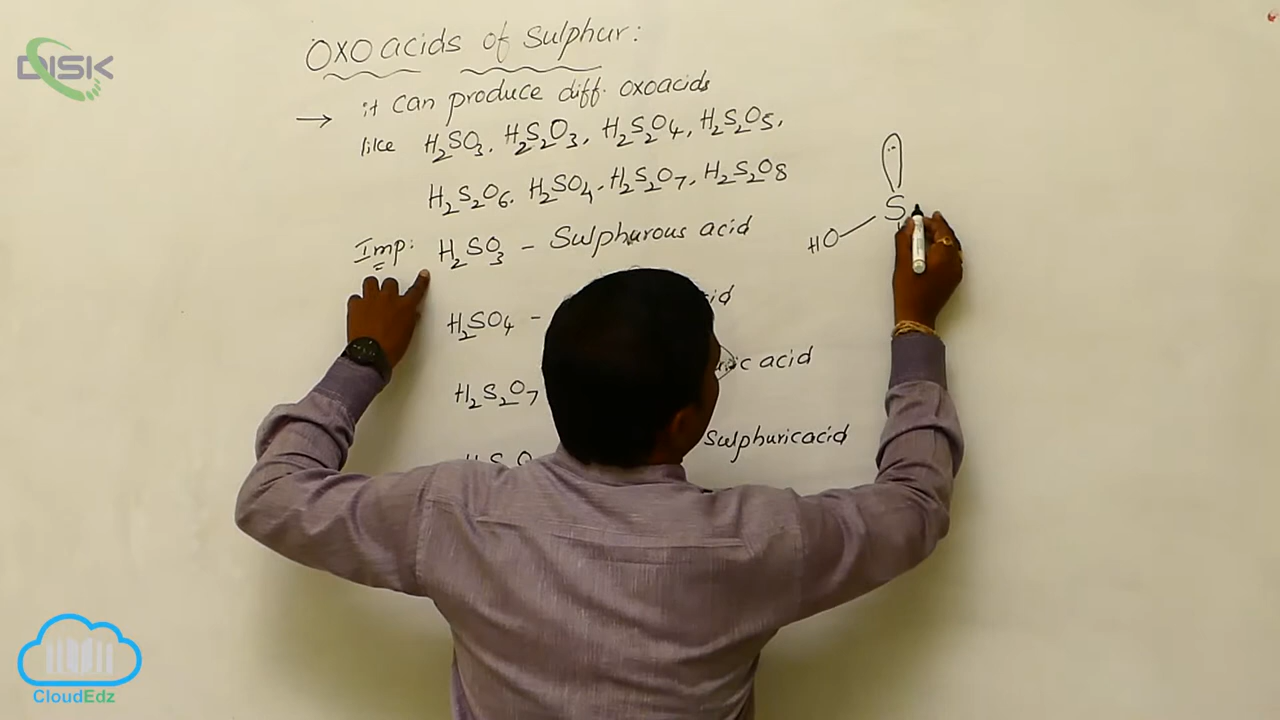 DISK
OXOacids of Sulphur:
→ it can produce diff. oxoacids
like H₂SO₃, H₂S₂O₃, H₂S₂O₄, H₂S₂O₅,
H₂S₂O₆, H₂SO₄, H₂S₂O₇, H₂S₂O₈
Imp: H₂SO₃ - Sulphurous acid
H₂SO₄ -
H₂S₂O₇ acid
Sulphuric acid
S
HO
CloudEdz